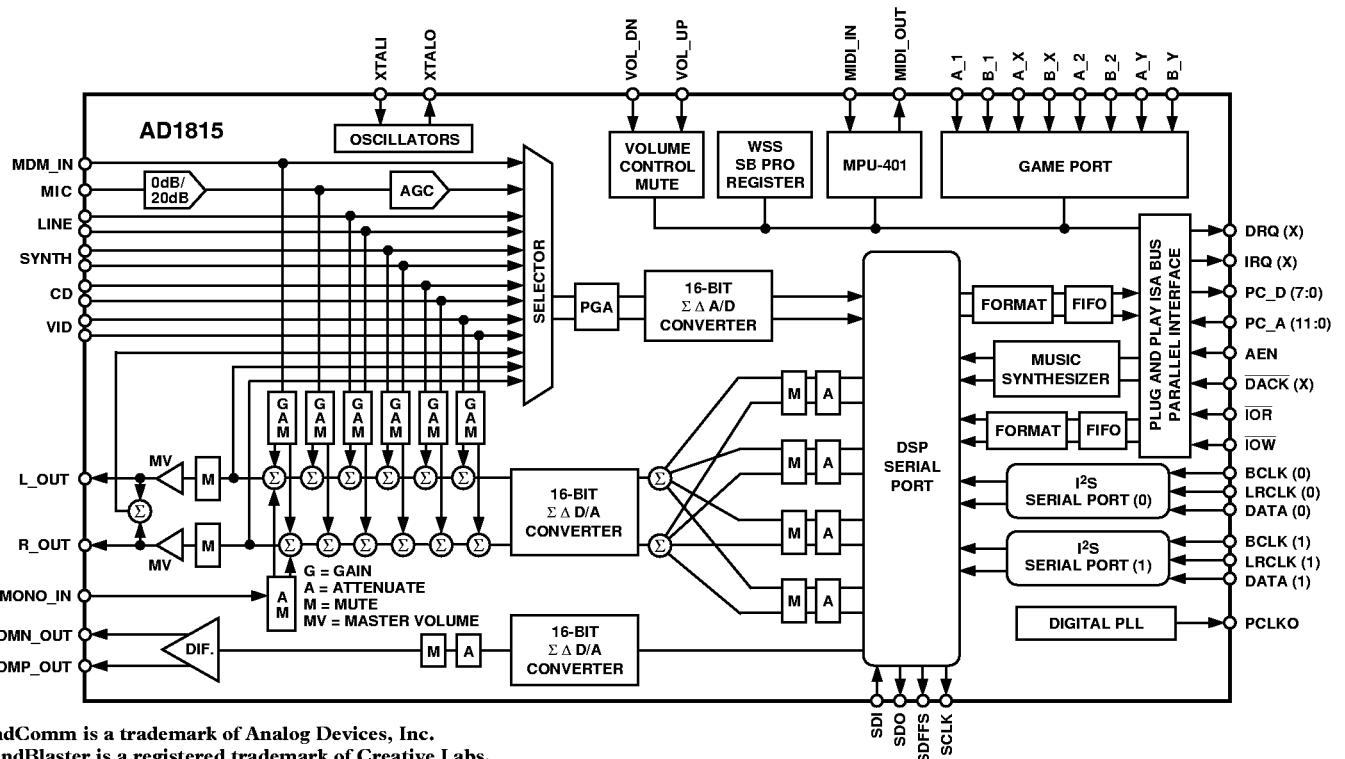 XTALI
XTALO
VOL_DN
VOL_UP
MIDI_IN
MIDI_OUT
A_1
B_1
A_X
B_X
A_2
B_2
A_Y
B_Y
AD1815
OSCILLATORS
VOLUME
CONTROL
MUTE
WSS
SB PRO
REGISTER
MPU-401
GAME PORT
MDM_IN
MIC
0dB/
20dB
AGC
LINE
SYNTH
CD
VID
SELECTOR
PGA
16-BIT
Σ Δ A/D
CONVERTER
FORMAT
FIFO
MUSIC
SYNTHESIZER
FORMAT
FIFO
PLUG AND PLAY ISA BUS
PARALLEL INTERFACE
DRQ (X)
IRQ (X)
PC_D (7:0)
PC_A (11:0)
AEN
DACK (X)
IOR
IOW
G
A
M
G
A
M
G
A
M
G
A
M
G
A
M
G
A
M
M A
M A
M A
M A
DSP
SERIAL
PORT
L_OUT
MV
M
Σ Σ Σ Σ Σ Σ
Σ
R_OUT
MV
M
Σ Σ Σ Σ Σ Σ
16-BIT
Σ Δ D/A
CONVERTER
Σ
Σ
I²S
SERIAL PORT (0)
BCLK (0)
LRCLK (0)
DATA (0)
I²S
SERIAL PORT (1)
BCLK (1)
LRCLK (1)
DATA (1)
G = GAIN
A = ATTENUATE
M = MUTE
MV = MASTER VOLUME
MONO_IN
A
M
DMN_OUT
DMP_OUT
DIF.
M A
16-BIT
Σ Δ D/A
CONVERTER
DIGITAL PLL
PCLKO
SDI
SDO
SDFS
SCLK
ndComm is a trademark of Analog Devices, Inc.
ndBlaster is a registered trademark of Creative Labs.